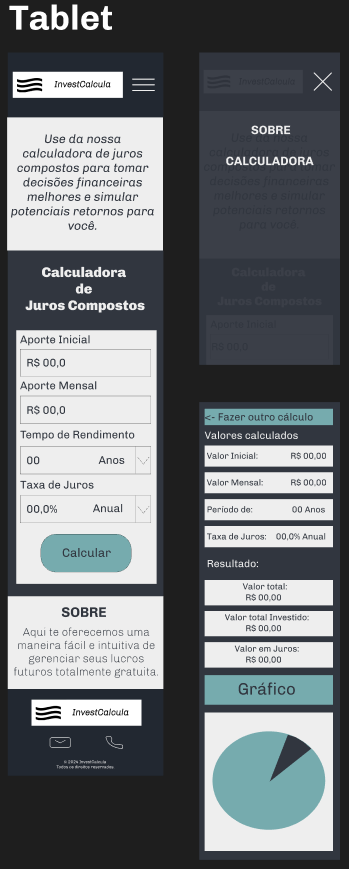 Tablet
InvestCalcula
Use da nossa
calculadora de juros
compostos para tomar
decisões financeiras
melhores e simular
potenciais retornos para
você.
Calculadora
de
Juros Compostos
Aporte Inicial
R$ 00,0
Aporte Mensal
R$ 00,0
Tempo de Rendimento
00 Anos
Taxa de Juros
00,0% Anual
Calcular
SOBRE
Aqui te oferecemos uma
maneira fácil e intuitiva de
gerenciar seus lucros
futuros totalmente gratuita.
InvestCalcula
© 2024 InvestCalcula
Todos os direitos reservados
InvestCalcula
SOBRE
CALCULADORA
Use da nossa
calculadora de juros
compostos para tomar
decisões financeiras
melhores e simular
potenciais retornos para
você.
Calculadora
de
Juros Compostos
Aporte Inicial
R$ 00,0
<- Fazer outro cálculo
Valores calculados
Valor Inicial: R$ 00,00
Valor Mensal: R$ 00,00
Período de: 00 Anos
Taxa de Juros: 00,0% Anual
Resultado:
Valor total:
R$ 00,00
Valor total Investido:
R$ 00,00
Valor em Juros:
R$ 00,00
Gráfico